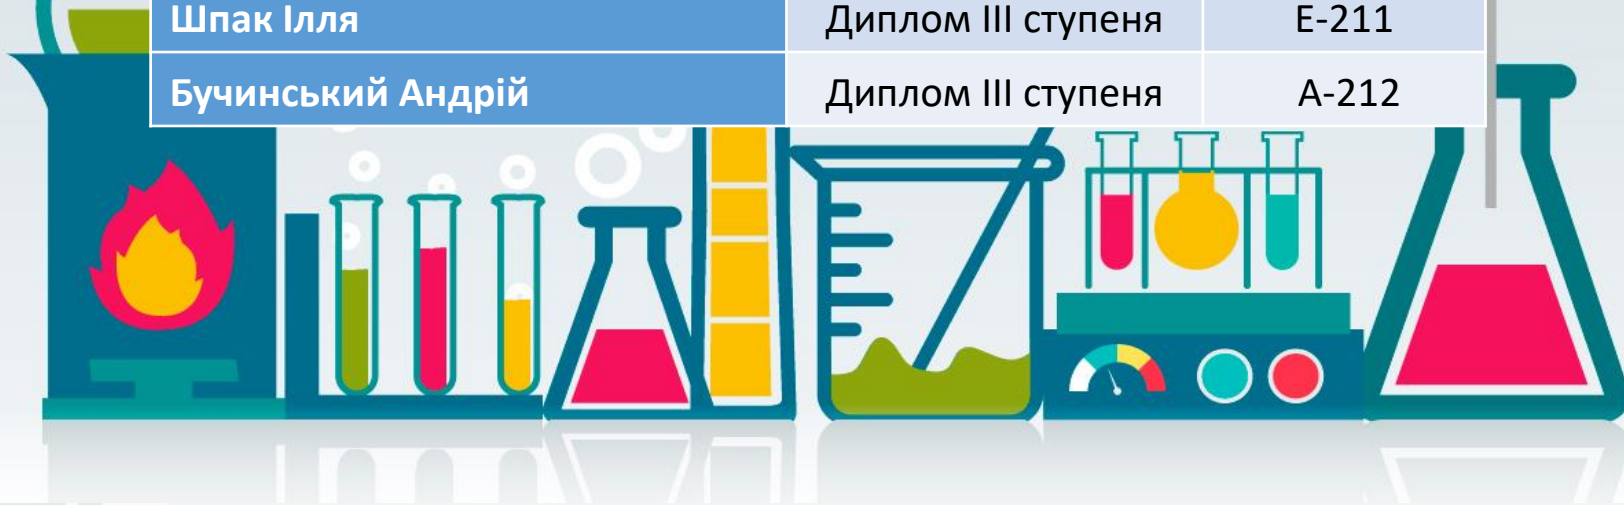 Шпак Ілля Диплом ІІІ ступеня Е-211
Бучинський Андрій Диплом ІІІ ступеня А-212